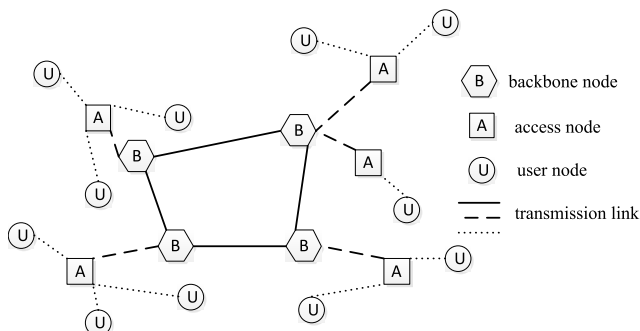 U
U
A
U
B backbone node
A
U
B
A access node
B
A
U user node
U
U
transmission link
U
B
B
U
A
A
U
U
U